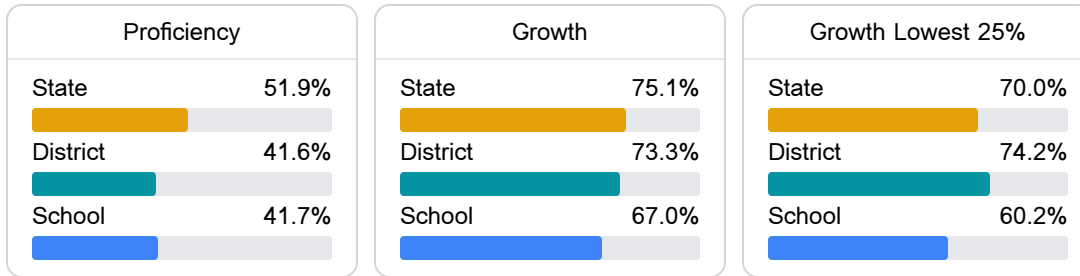 Proficiency
State 51.9%
District 41.6%
School 41.7%
Growth
State 75.1%
District 73.3%
School 67.0%
Growth Lowest 25%
State 70.0%
District 74.2%
School 60.2%